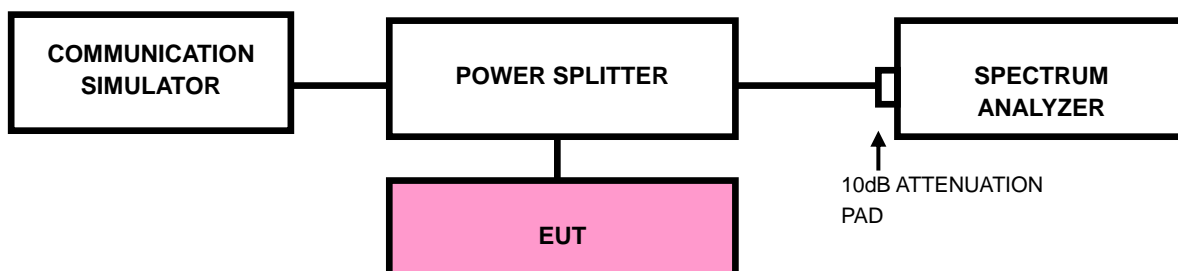 COMMUNICATION
SIMULATOR
POWER SPLITTER
SPECTRUM
ANALYZER
10dB ATTENUATION
PAD
EUT